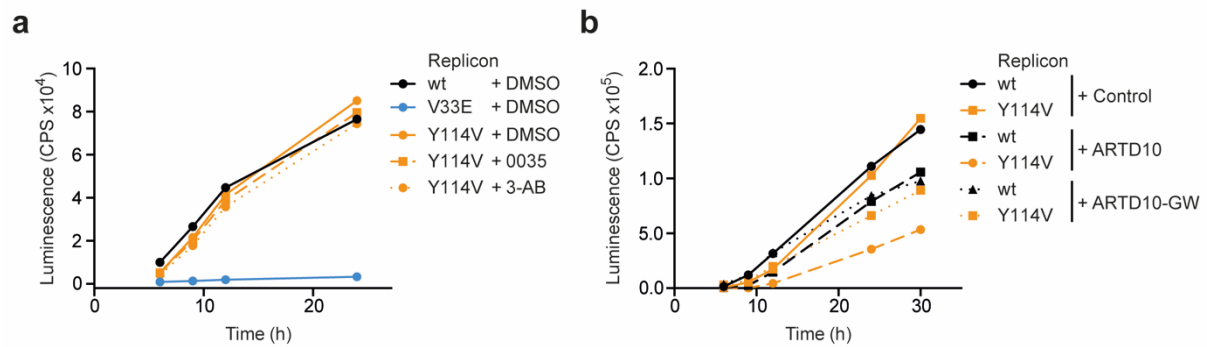 a
Luminescence (CPS x10⁴)
10
8
6
4
2
0
0
10
20
Time (h)
Replicon
wt + DMSO
V33E + DMSO
Y114V + DMSO
Y114V + 0035
Y114V + 3-AB
b
Luminescence (CPS x10⁵)
2.0
1.5
1.0
5.0
0.0
0
10
20
30
Time (h)
Replicon
wt
Y114V
+ Control
wt
Y114V
+ ARTD10
wt
Y114V
+ ARTD10-GW